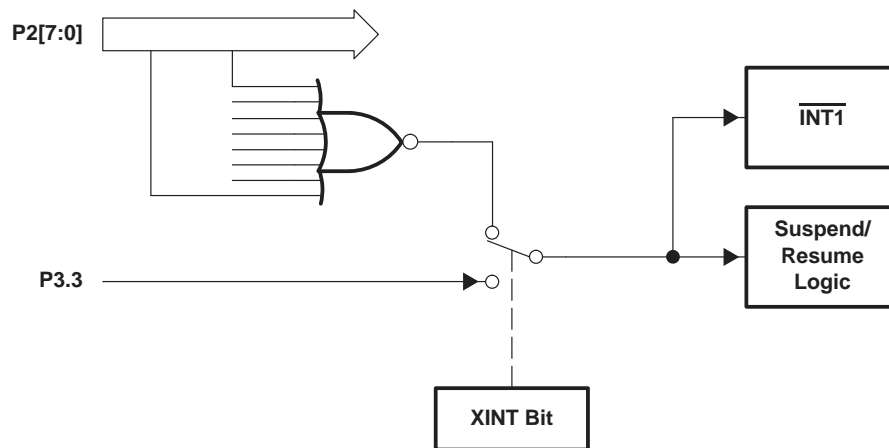 P2[7:0]
INT1
Suspend/
Resume
Logic
P3.3
XINT Bit